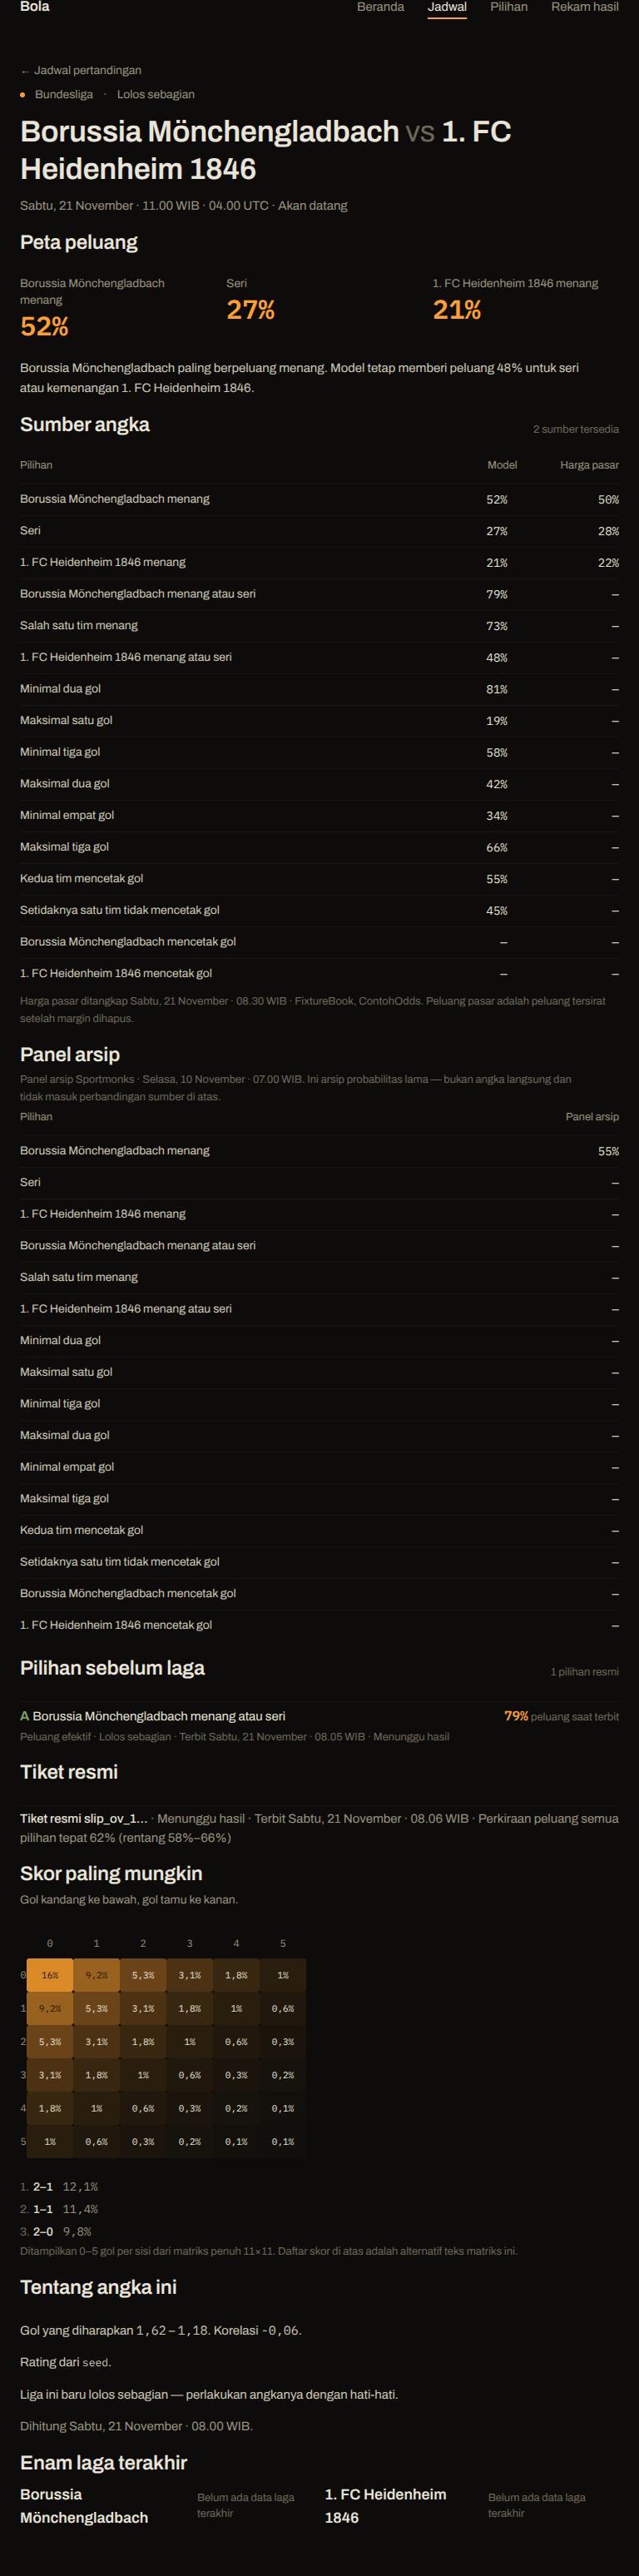 Bola
Beranda Jadwal Pilihan Rekam hasil
← Jadwal pertandingan
Bundesliga · Lolos sebagian
Borussia Mönchengladbach vs 1. FC
Heidenheim 1846
Sabtu, 21 November · 11.00 WIB · 04.00 UTC · Akan datang
Peta peluang
Borussia Mönchengladbach
menang
52%
Seri
27%
1. FC Heidenheim 1846 menang
21%
Borussia Mönchengladbach paling berpeluang menang. Model tetap memberi peluang 48% untuk seri
atau kemenangan 1. FC Heidenheim 1846.
Sumber angka
2 sumber tersedia
Pilihan Model Harga pasar
Borussia Mönchengladbach menang 52% 50%
Seri 27% 28%
1. FC Heidenheim 1846 menang 21% 22%
Borussia Mönchengladbach menang atau seri 79% —
Salah satu tim menang 73% —
1. FC Heidenheim 1846 menang atau seri 48% —
Minimal dua gol 81% —
Maksimal satu gol 19% —
Minimal tiga gol 58% —
Maksimal dua gol 42% —
Minimal empat gol 34% —
Maksimal tiga gol 66% —
Kedua tim mencetak gol 55% —
Setidaknya satu tim tidak mencetak gol 45% —
Borussia Mönchengladbach mencetak gol — —
1. FC Heidenheim 1846 mencetak gol — —
Harga pasar ditangkap Sabtu, 21 November · 08.30 WIB · FixtureBook, ContohOdds. Peluang pasar adalah peluang tersirat
setelah margin dihapus.
Panel arsip
Panel arsip Sportmonks · Selasa, 10 November · 07.00 WIB. Ini arsip probabilitas lama — bukan angka langsung dan
tidak masuk perbandingan sumber di atas.
Pilihan Panel arsip
Borussia Mönchengladbach menang 55%
Seri —
1. FC Heidenheim 1846 menang —
Borussia Mönchengladbach menang atau seri —
Salah satu tim menang —
1. FC Heidenheim 1846 menang atau seri —
Minimal dua gol —
Maksimal satu gol —
Minimal tiga gol —
Maksimal dua gol —
Minimal empat gol —
Maksimal tiga gol —
Kedua tim mencetak gol —
Setidaknya satu tim tidak mencetak gol —
Borussia Mönchengladbach mencetak gol —
1. FC Heidenheim 1846 mencetak gol —
Pilihan sebelum laga
1 pilihan resmi
A Borussia Mönchengladbach menang atau seri 79% peluang saat terbit
Peluang efektif · Lolos sebagian · Terbit Sabtu, 21 November · 08.05 WIB · Menunggu hasil
Tiket resmi
Tiket resmi slip_ov_1… · Menunggu hasil · Terbit Sabtu, 21 November · 08.06 WIB · Perkiraan peluang semua
pilihan tepat 62% (rentang 58%–66%)
Skor paling mungkin
Gol kandang ke bawah, gol tamu ke kanan.
0 1 2 3 4 5
0 16% 9,2% 5,3% 3,1% 1,8% 1%
1 9,2% 5,3% 3,1% 1,8% 1% 0,6%
2 5,3% 3,1% 1,8% 1% 0,6% 0,3%
3 3,1% 1,8% 1% 0,6% 0,3% 0,2%
4 1,8% 1% 0,6% 0,3% 0,2% 0,1%
5 1% 0,6% 0,3% 0,2% 0,1% 0,1%
1. 2–1 12,1%
2. 1–1 11,4%
3. 2–0 9,8%
Ditampilkan 0–5 gol per sisi dari matriks penuh 11×11. Daftar skor di atas adalah alternatif teks matriks ini.
Tentang angka ini
Gol yang diharapkan 1,62–1,18. Korelasi -0,06.
Rating dari seed.
Liga ini baru lolos sebagian — perlakukan angkanya dengan hati-hati.
Dihitung Sabtu, 21 November · 08.00 WIB.
Enam laga terakhir
Borussia
Mönchengladbach
Belum ada data laga
terakhir
1. FC Heidenheim
1846
Belum ada data laga
terakhir